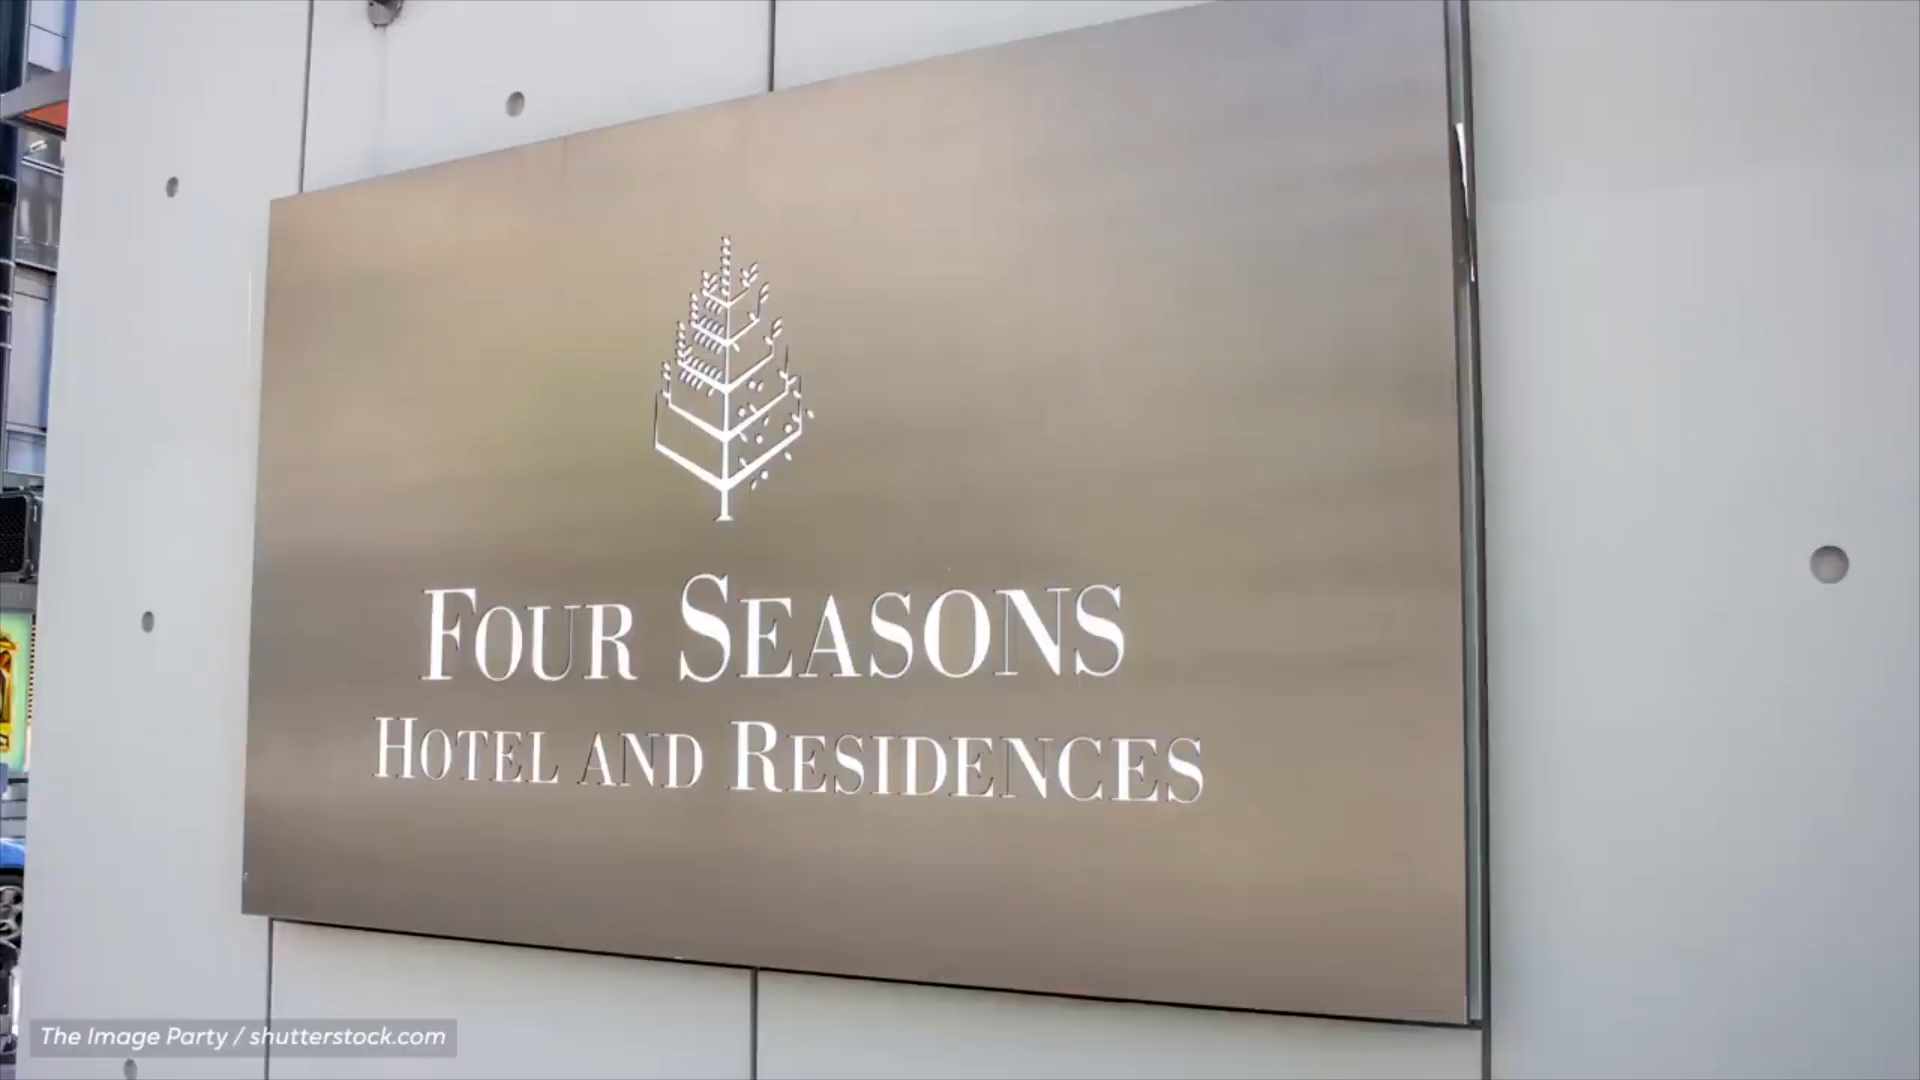 FOUR SEASONS
HOTEL AND RESIDENCES
The Image Party / shutterstock.com